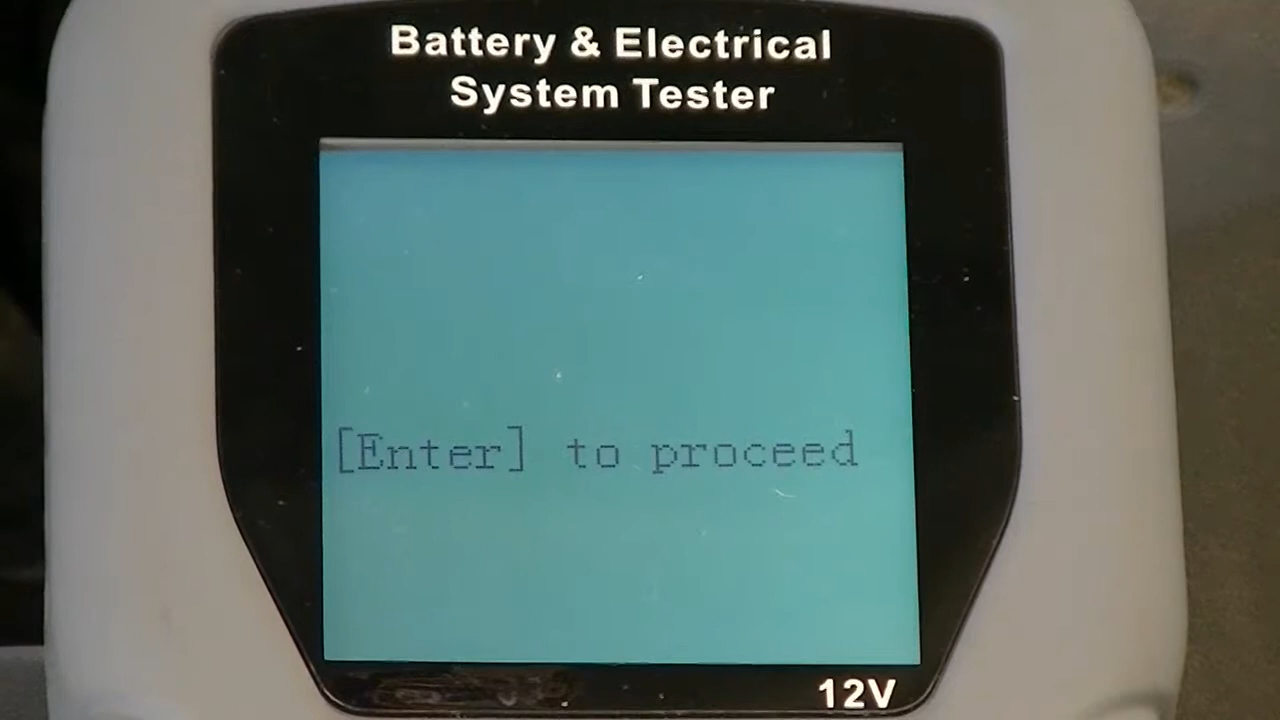 Battery & Electrical
System Tester
[Enter] to proceed
12V